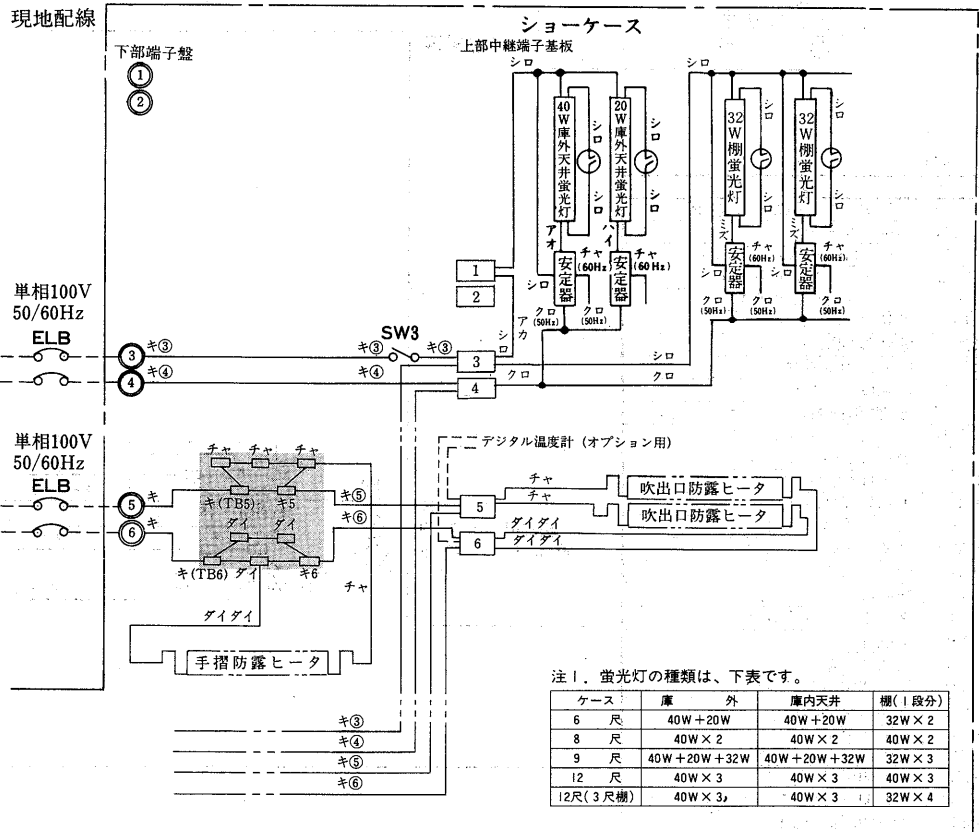 現地配線
ショーケース
下部端子盤
上部中継端子基板
①
②
シロ
シロ
40W庫外天井蛍光灯
シロ
シロ
20W庫外天井蛍光灯
シロ
シロ
32W棚蛍光灯
シロ
シロ
32W棚蛍光灯
シロ
シロ
アオ
ハイ
ミズ
ミズ
安定器
チャ
(60Hz)
安定器
チャ
(60Hz)
安定器
チャ
(60Hz)
安定器
チャ
(60Hz)
シロ
シロ
シロ
クロ
(50Hz)
クロ
(50Hz)
クロ
(50Hz)
クロ
(50Hz)
クロ
(50Hz)
クロ
(50Hz)
アカ
シロ
1
2
単相100V
50/60Hz
ELB
③
キ③
キ③
SW3
キ③
3
シロ
④
キ④
キ④
4
クロ
クロ
単相100V
50/60Hz
ELB
デジタル温度計(オプション用)
チャ
チャ
チャ
⑤
キ
キ(TB5)
キ5
キ⑤
5
チャ
チャ
吹出口防露ヒータ
吹出口防露ヒータ
⑥
キ
ダイ
ダイ
キ⑥
6
ダイダイ
ダイダイ
キ(TB6)
ダイ
キ6
チャ
ダイダイ
手摺防露ヒータ
キ③
キ④
キ⑤
キ⑥
注1. 蛍光灯の種類は、下表です。
ケース 庫外 庫内天井 棚(1段分)
6尺 40W+20W 40W+20W 32W×2
8尺 40W×2 40W×2 40W×2
9尺 40W+20W+32W 40W+20W+32W 32W×3
12尺 40W×3 40W×3 40W×3
12尺(3尺棚) 40W×3 40W×3 32W×4